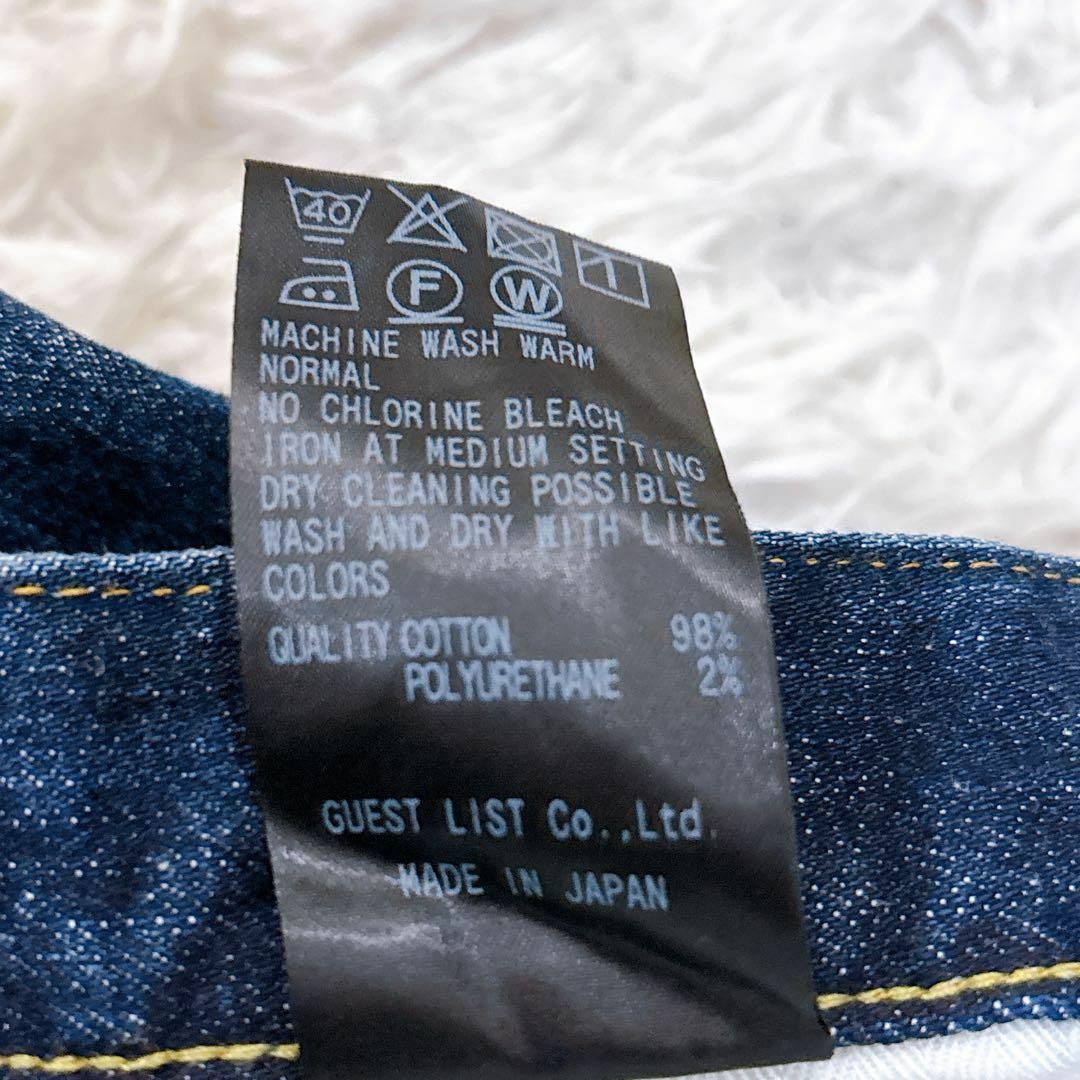 40
F W
MACHINE WASH WARM
NORMAL
NO CHLORINE BLEACH
IRON AT MEDIUM SETTING
DRY CLEANING POSSIBLE
WASH AND DRY WITH LIKE
COLORS
QUALITY COTTON 98%
POLYURETHANE 2%
GUEST LIST Co.,Ltd.
MADE IN JAPAN